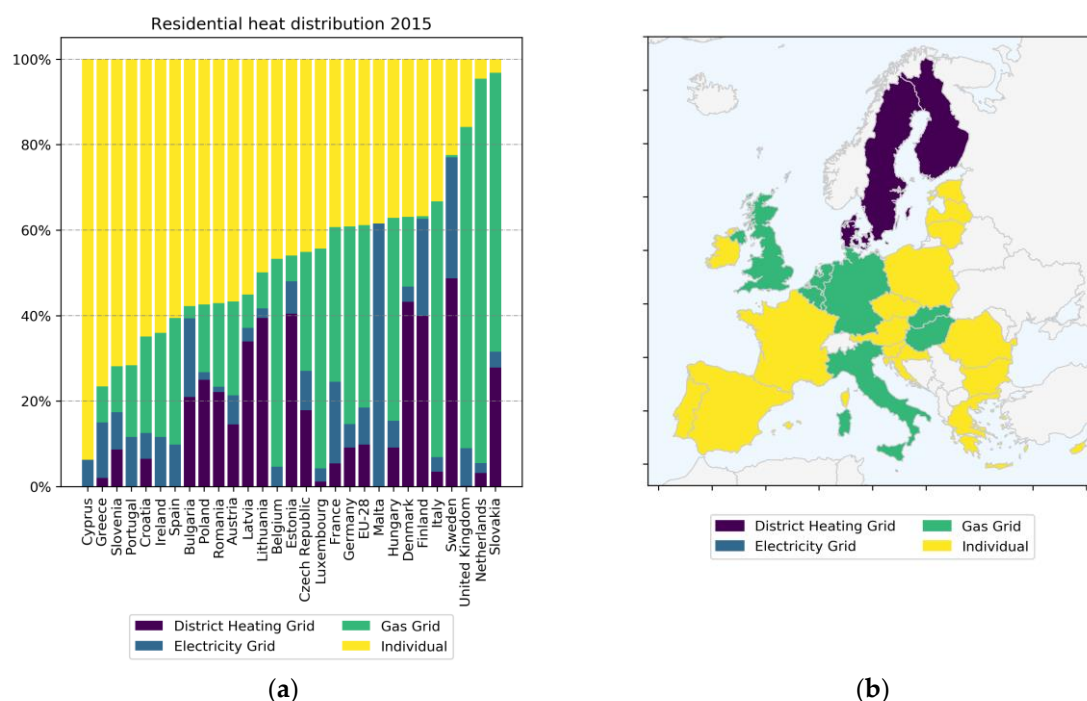 Residential heat distribution 2015
100%
80%
60%
40%
20%
0%
Cyprus
Greece
Slovenia
Portugal
Croatia
Ireland
Spain
Bulgaria
Poland
Romania
Austria
Latvia
Lithuania
Belgium
Estonia
Czech Republic
Luxembourg
France
Germany
EU-28
Malta
Hungary
Denmark
Finland
Italy
Sweden
United Kingdom
Netherlands
Slovakia
District Heating Grid
Gas Grid
Electricity Grid
Individual
(a)
District Heating Grid
Gas Grid
Electricity Grid
Individual
(b)